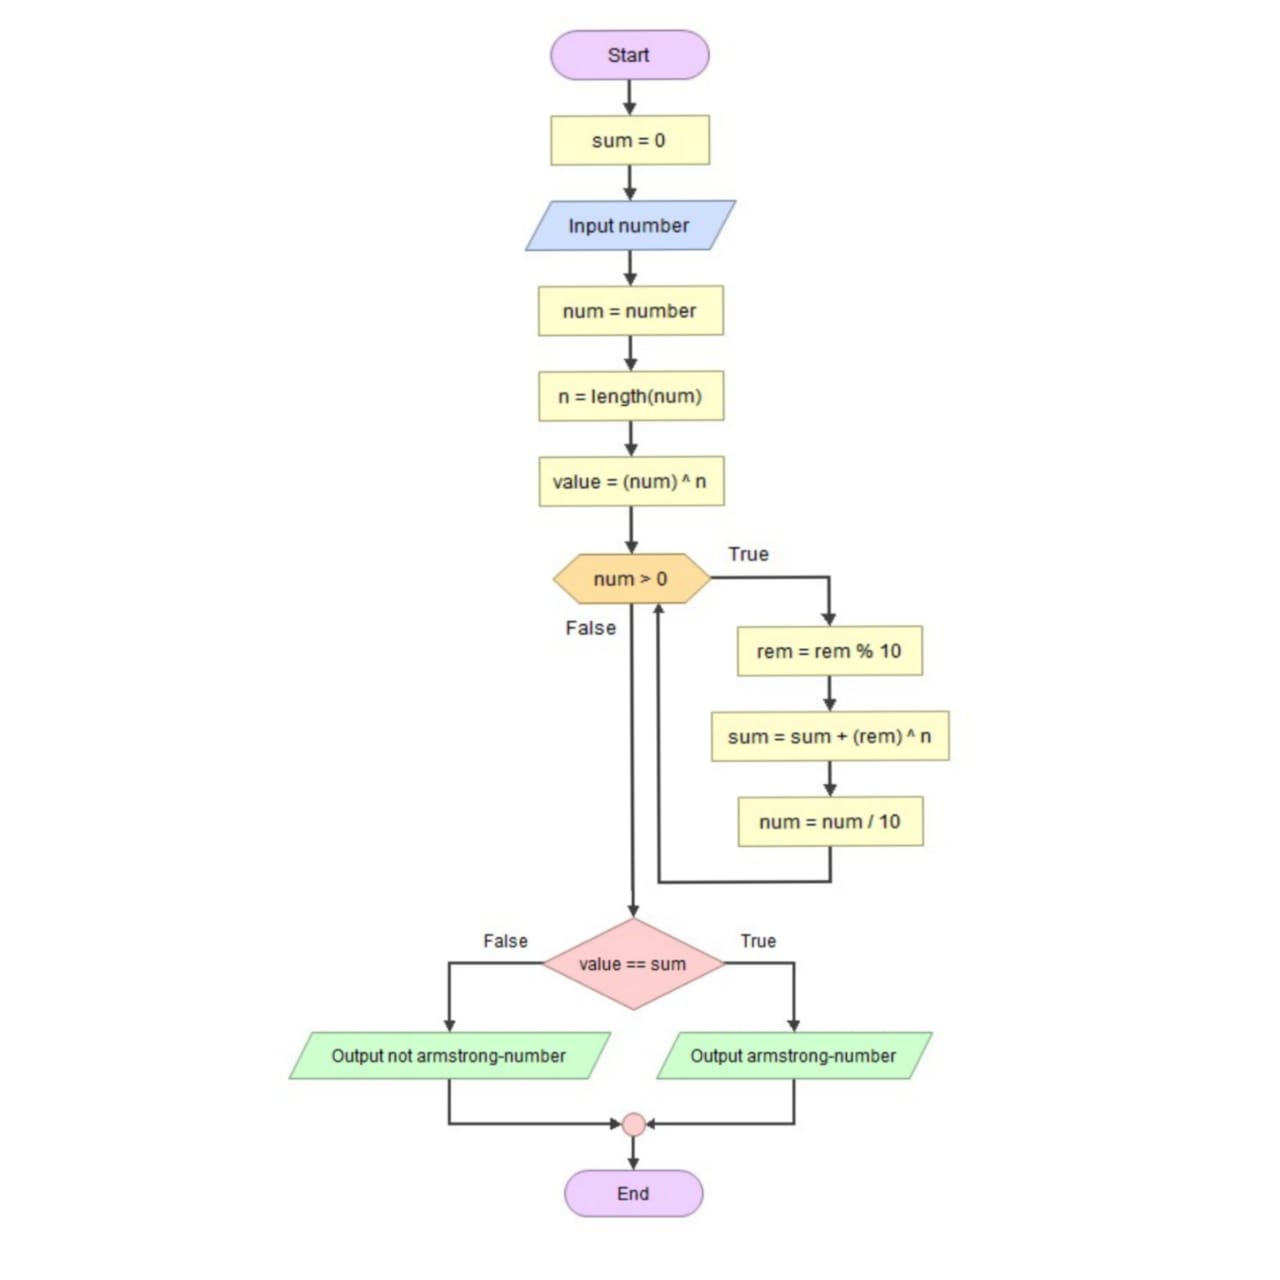 Start
sum = 0
Input number
num = number
n = length(num)
value = (num) ^ n
num > 0
True
False
rem = rem % 10
sum = sum + (rem) ^ n
num = num / 10
value == sum
False
True
Output not armstrong-number
Output armstrong-number
End